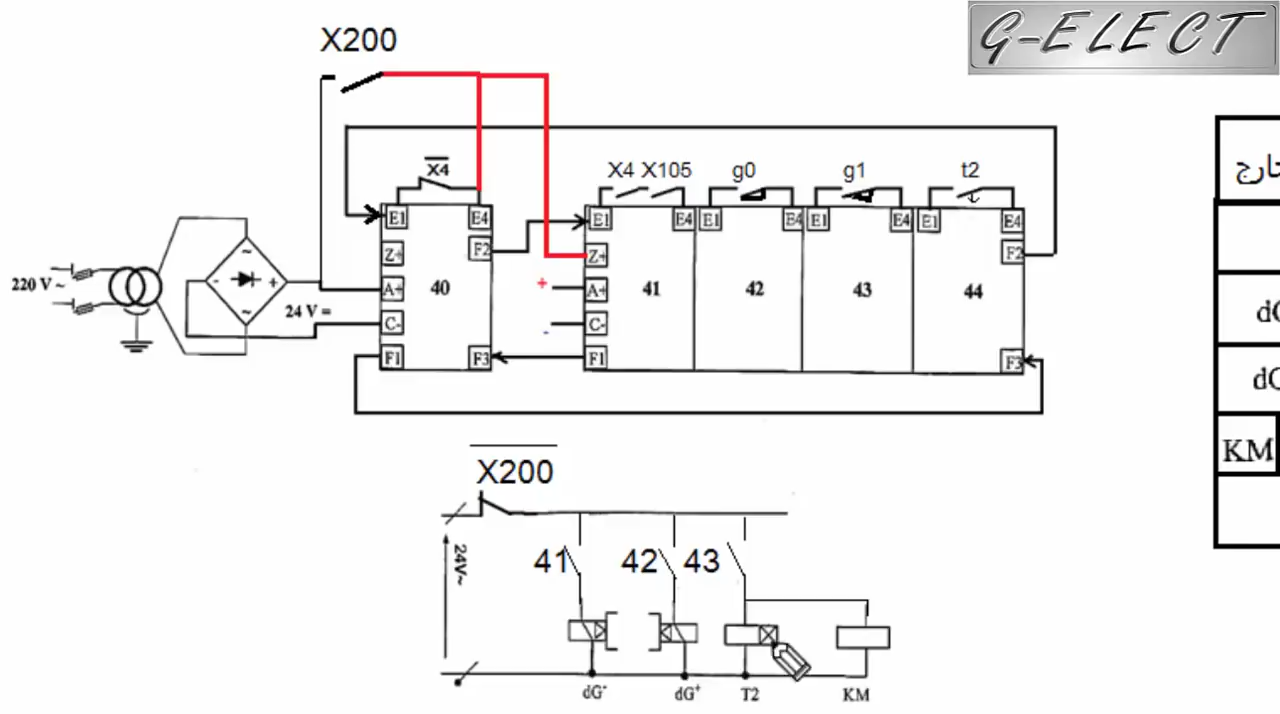 G-ELECT
X200
X4
X4 X105
g0
g1
t2
E1
E4
E1
E4
E1
E4
E1
E4
E1
E4
Z+
F2
Z+
F2
220 V ~
- ~ + ~
24 V =
A+
40
+
A+
41
42
43
44
C-
-
C-
F1
F3
F1
F3
dG
dG
KM
X200
24V~
41
42
43
dG-
dG+
T2
KM